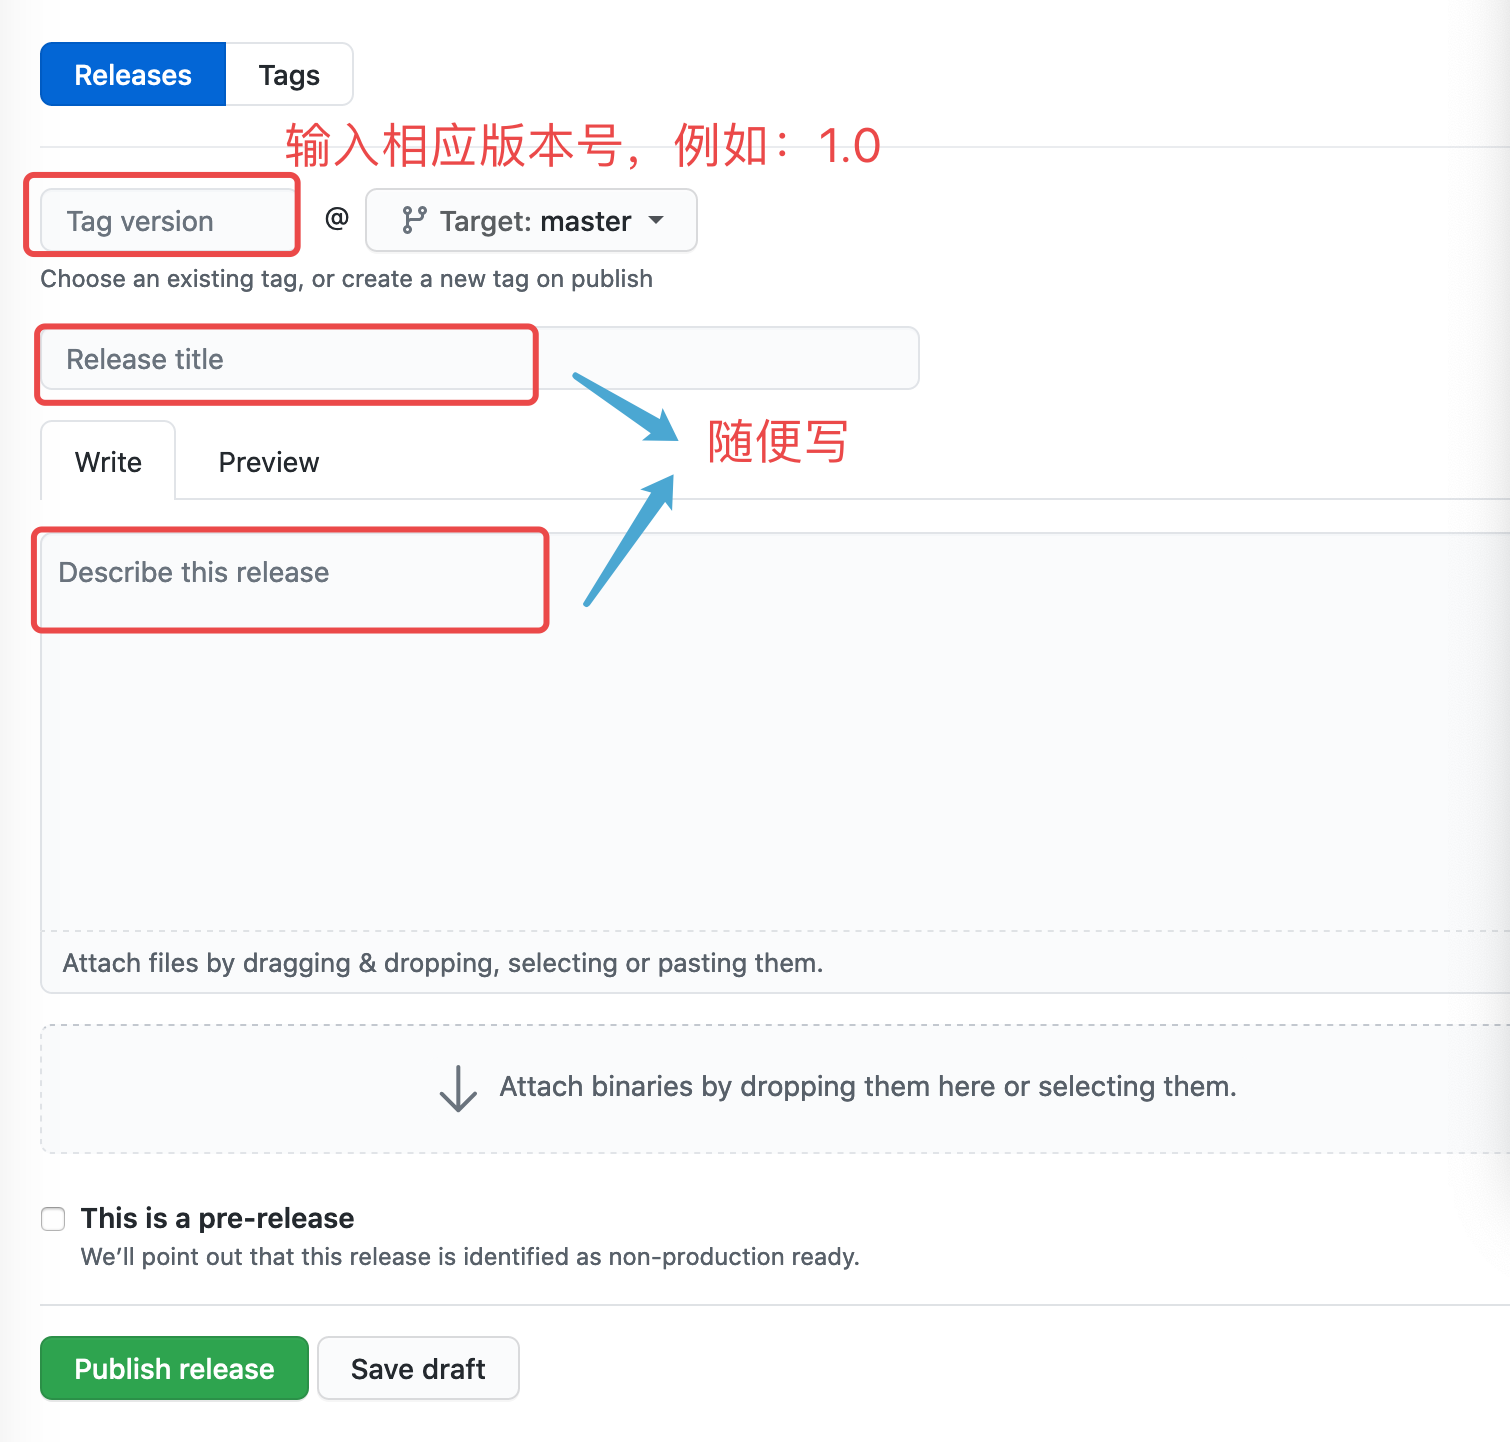 Releases Tags
输入相应版本号，例如：1.0
Tag version @ Target: master
Choose an existing tag, or create a new tag on publish
Release title
随便写
Write Preview
Describe this release
Attach files by dragging & dropping, selecting or pasting them.
Attach binaries by dropping them here or selecting them.
This is a pre-release
We’ll point out that this release is identified as non-production ready.
Publish release Save draft